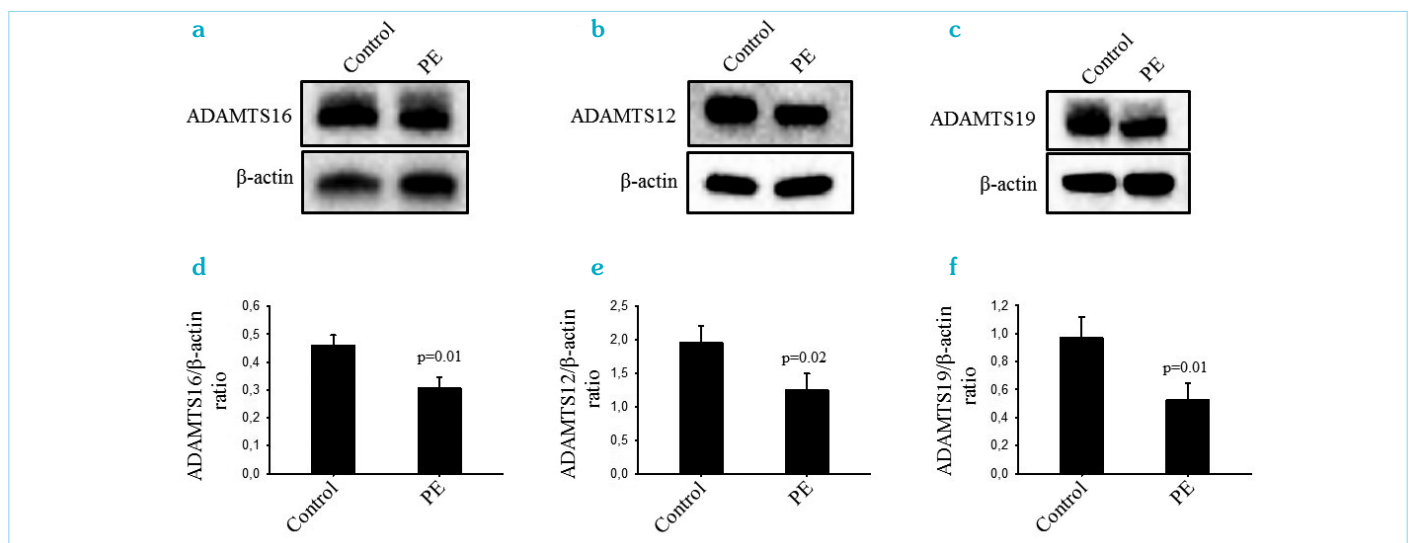 a
b
c
Control PE
Control PE
Control PE
ADAMTS16
ADAMTS12
ADAMTS19
β-actin
β-actin
β-actin
d
e
f
ADAMTS16/β-actin
ratio
0,6
0,5
0,4
0,3
0,2
0,1
0,0
p=0.01
Control
PE
ADAMTS12/β-actin
ratio
2,5
2,0
1,5
1,0
0,5
0,0
p=0.02
Control
PE
ADAMTS19/β-actin
ratio
1,2
1,0
0,8
0,6
0,4
0,2
0,0
p=0.01
Control
PE